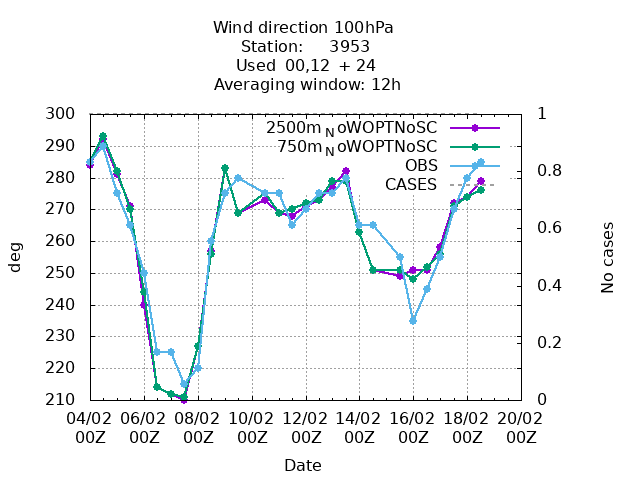 Wind direction 100hPa
Station: 3953
Used 00,12 + 24
Averaging window: 12h
300
290
280
270
260
250
240
230
220
210
1
0.8
0.6
0.4
0.2
0
2500m NoWOPTNoSC
750m NoWOPTNoSC
OBS
CASES
deg
No cases
04/02 06/02 08/02 10/02 12/02 14/02 16/02 18/02 20/02
00Z 00Z 00Z 00Z 00Z 00Z 00Z 00Z 00Z
Date